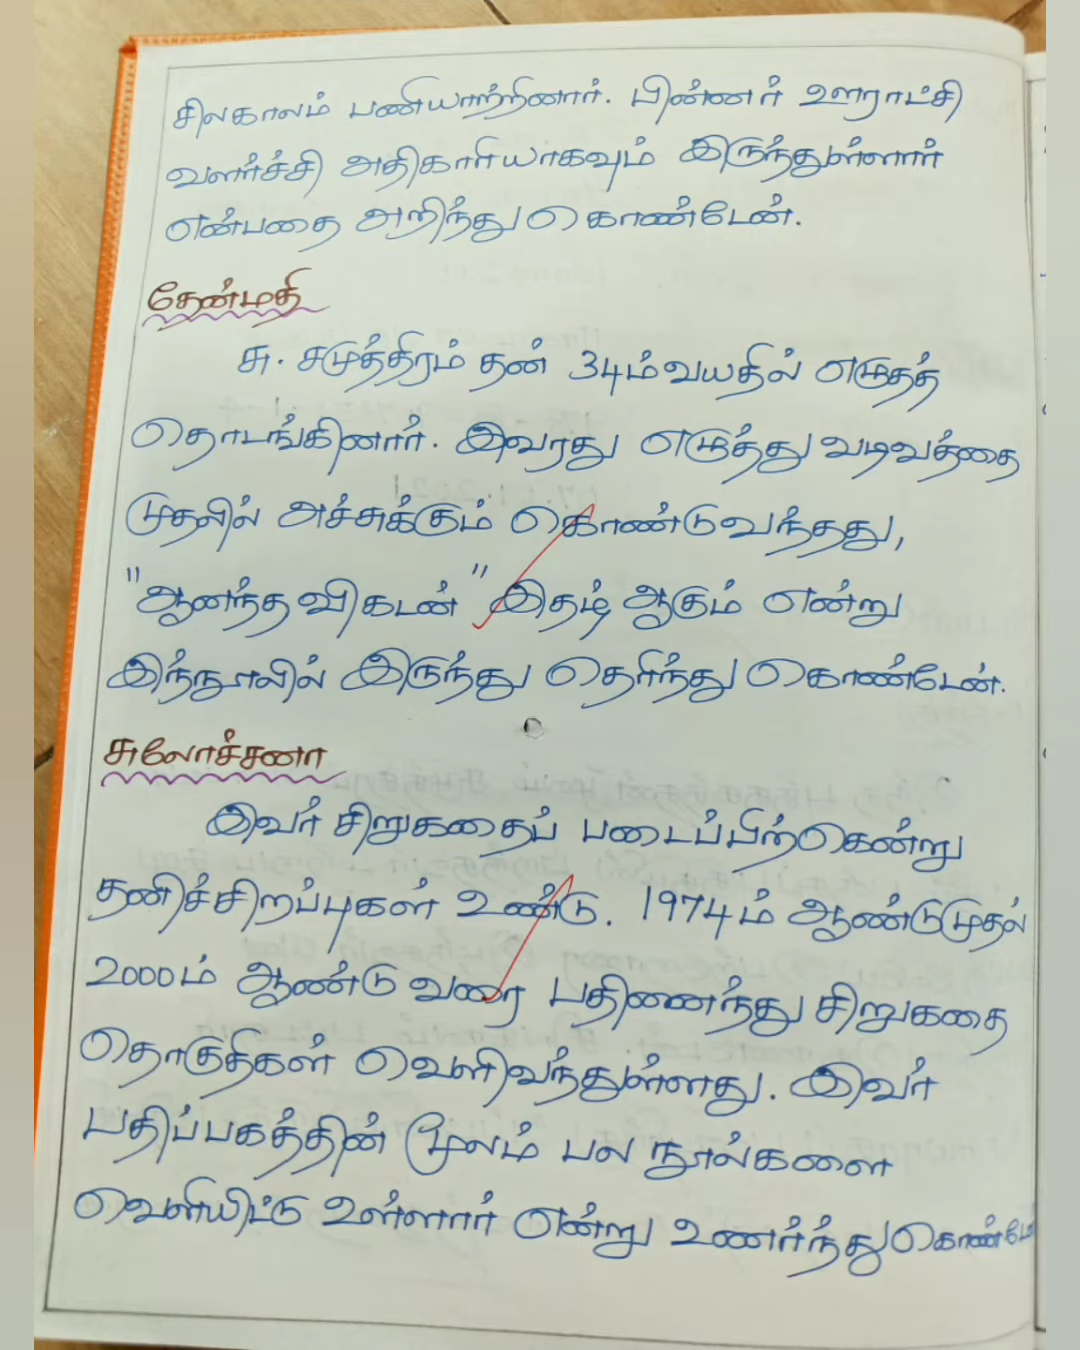 சிலகாலம் பணியாற்றினார். பின்னர் ஊராட்சி
வளர்ச்சி அதிகாரியாகவும் இருந்துள்ளார்
என்பதை அறிந்து கொண்டேன்.
தேன்மதி
சு. சமுத்திரம் தன் 34ம் வயதில் எழுதத்
தொடங்கினார். இவரது எழுத்து வடிவத்தை
முதலில் அச்சுக்கும் கொண்டு வந்தது,
"ஆனந்த விகடன்" இதழ் ஆகும் என்று
இந்நூலில் இருந்து தெரிந்து கொண்டேன்.
சுலோச்சனா
இவர் சிறுகதைப் படைப்பிற்கென்று
தனிச்சிறப்புகள் உண்டு. 1974ம் ஆண்டுமுதல்
2000ம் ஆண்டு வரை பதினைந்து சிறுகதை
தொகுதிகள் வெளிவந்துள்ளது. இவர்
பதிப்பகத்தின் மூலம் பல நூல்களை
வெளியிட்டு உள்ளார் என்று உணர்ந்து